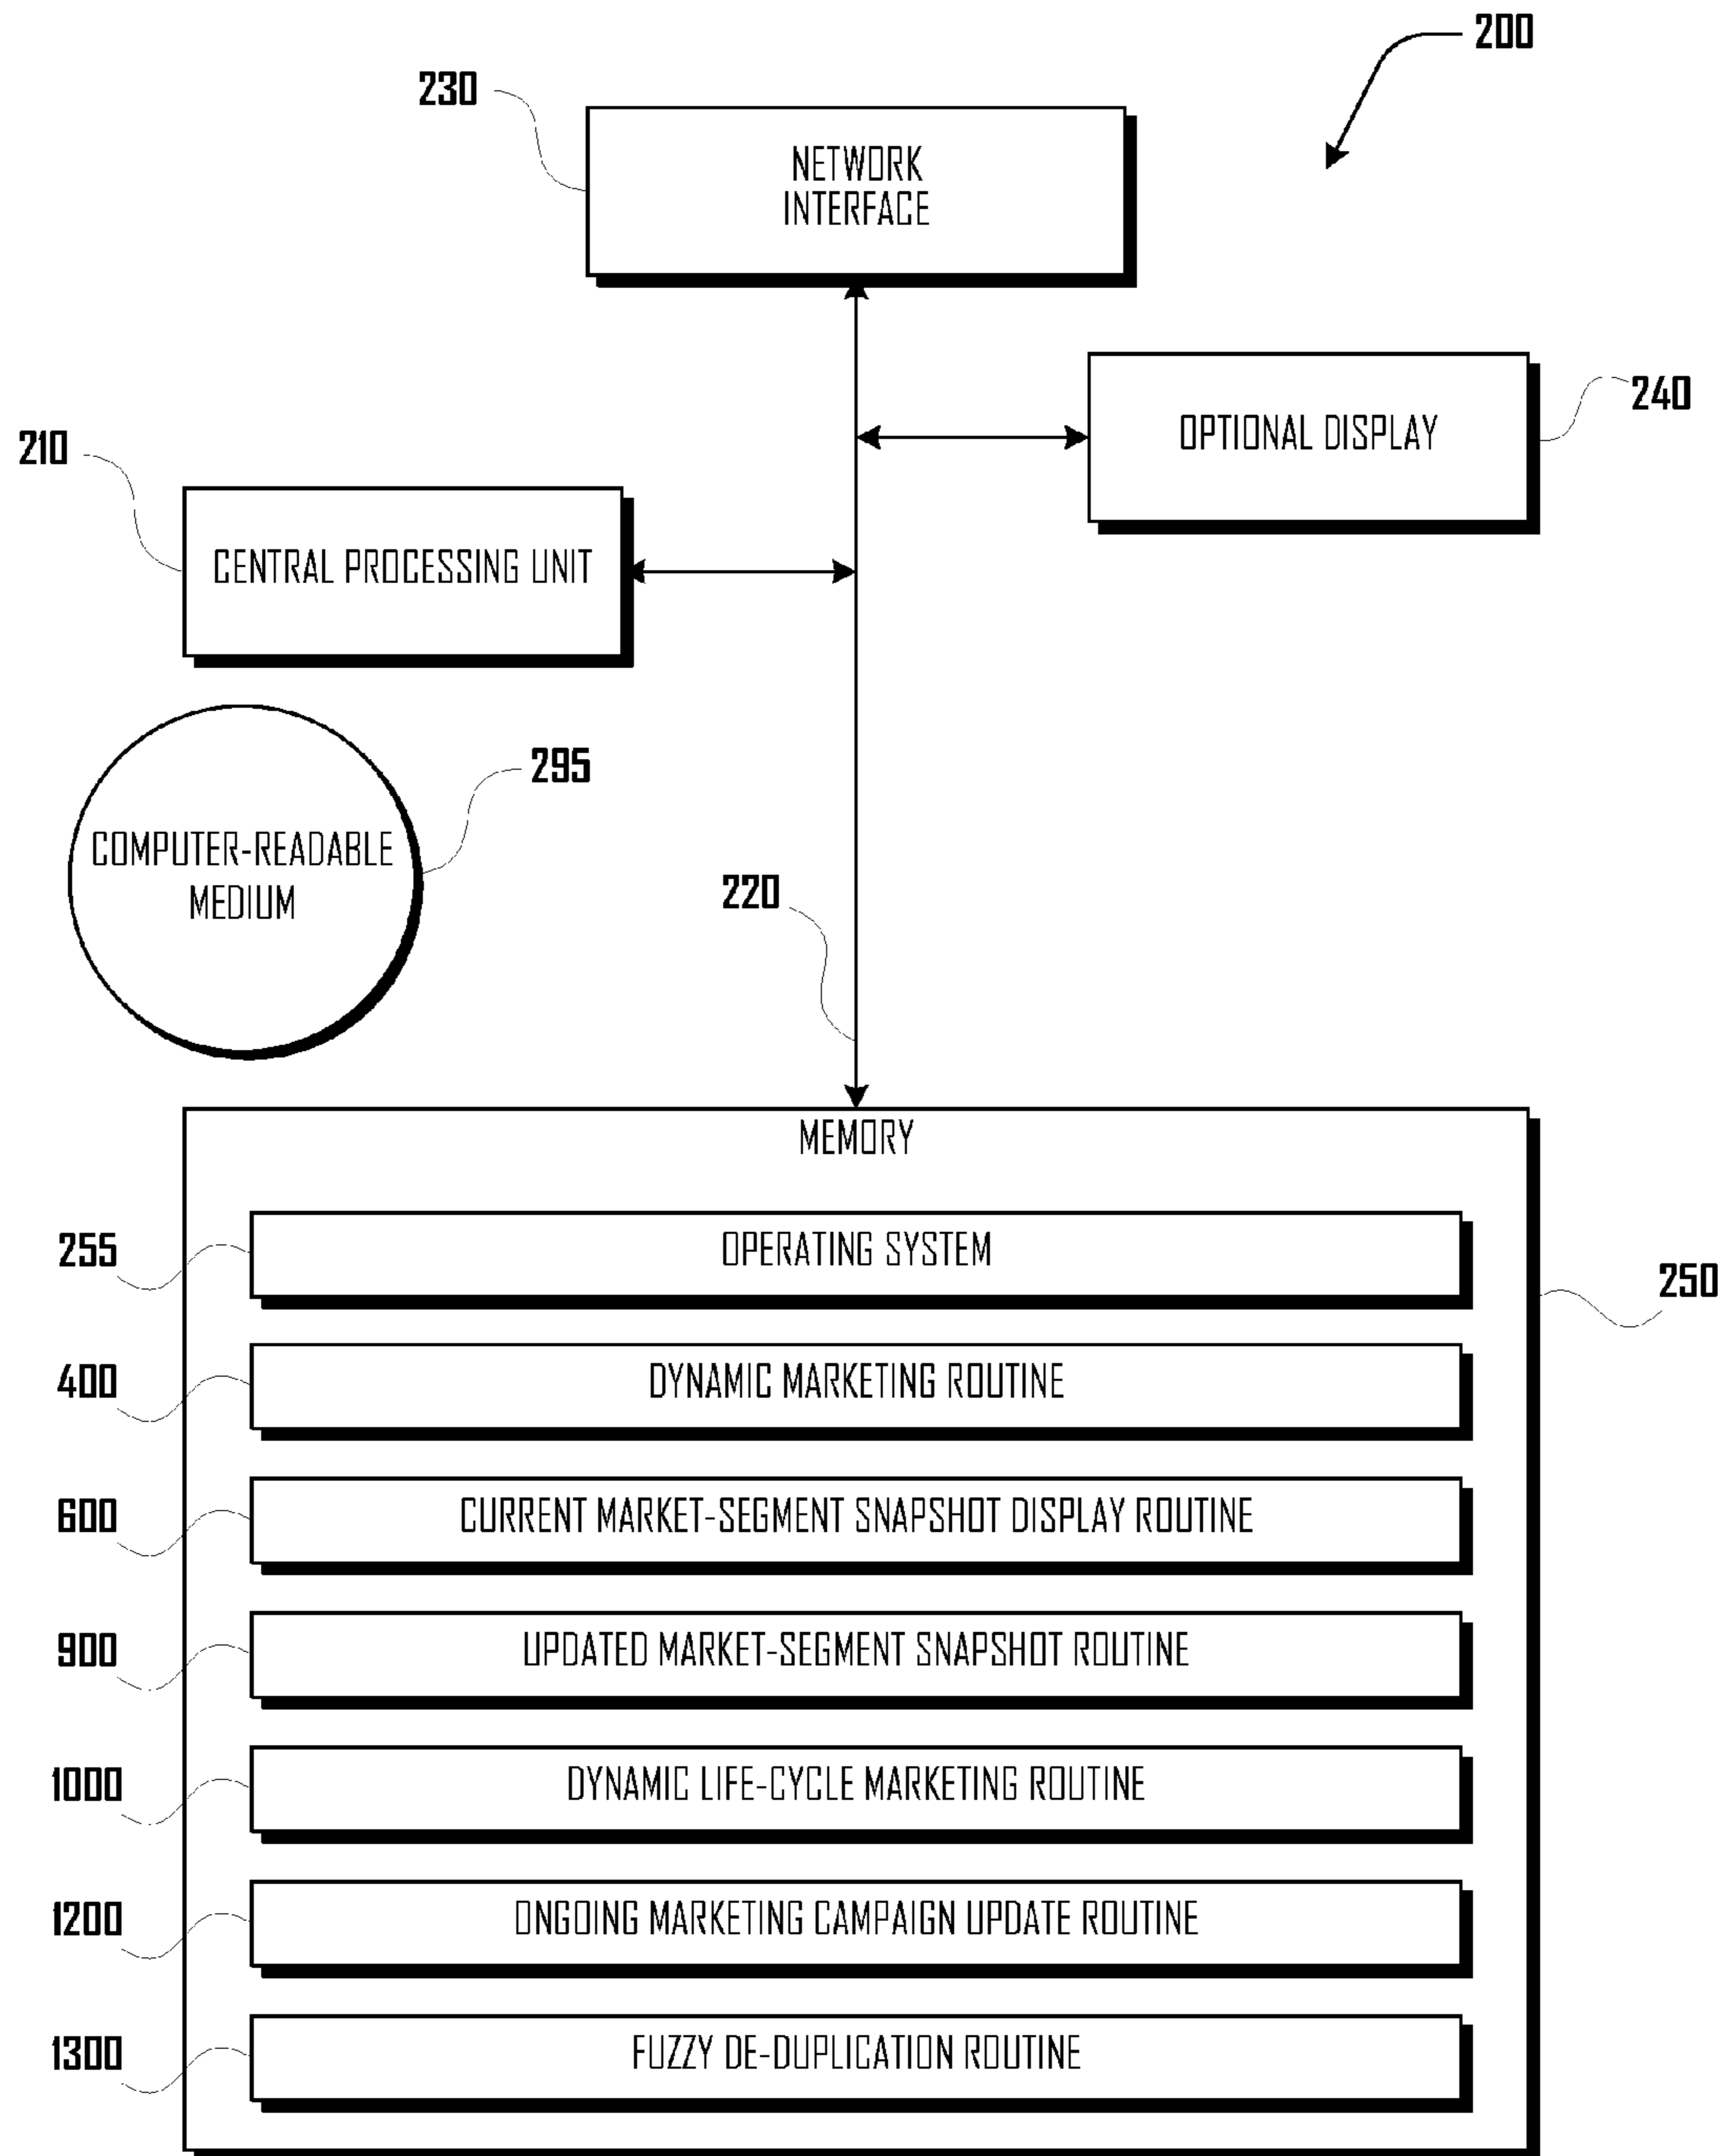 200
230
NETWORK
INTERFACE
240
OPTIONAL DISPLAY
210
CENTRAL PROCESSING UNIT
295
COMPUTER-READABLE
MEDIUM
220
MEMORY
255
OPERATING SYSTEM
250
400
DYNAMIC MARKETING ROUTINE
600
CURRENT MARKET-SEGMENT SNAPSHOT DISPLAY ROUTINE
900
UPDATED MARKET-SEGMENT SNAPSHOT ROUTINE
1000
DYNAMIC LIFE-CYCLE MARKETING ROUTINE
1200
ONGOING MARKETING CAMPAIGN UPDATE ROUTINE
1300
FUZZY DE-DUPLICATION ROUTINE